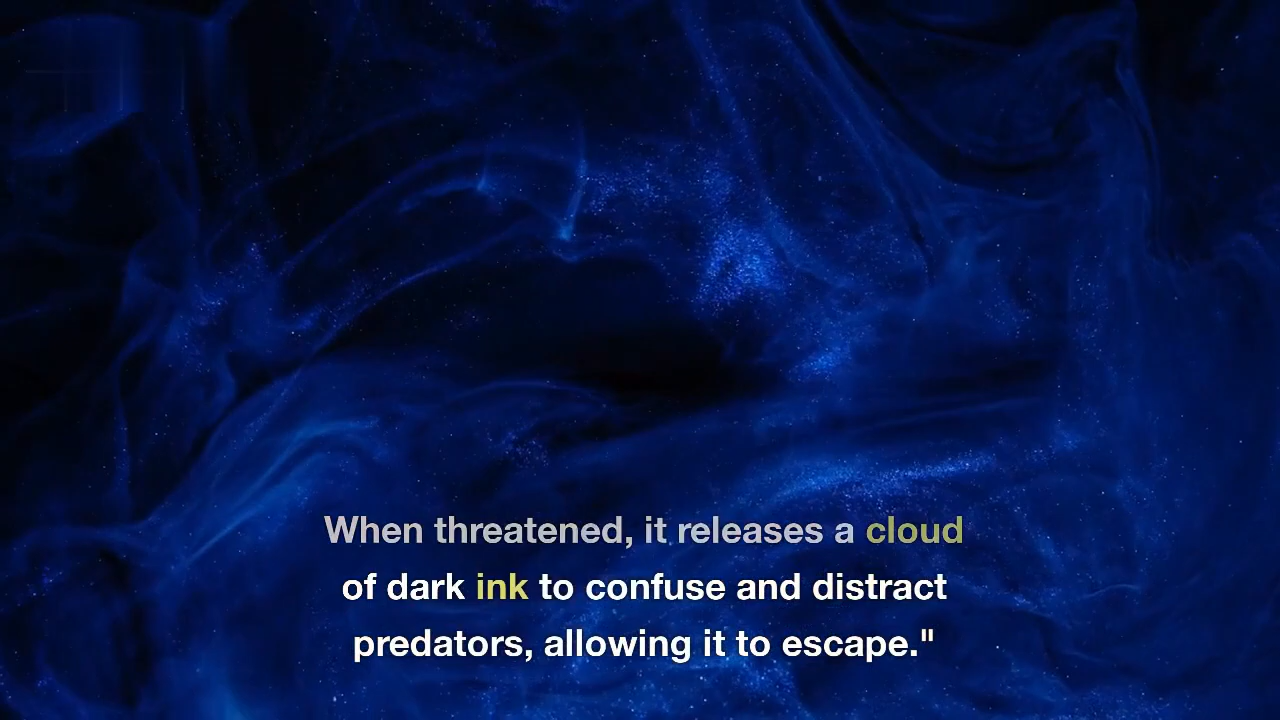 When threatened, it releases a cloud
of dark ink to confuse and distract
predators, allowing it to escape."